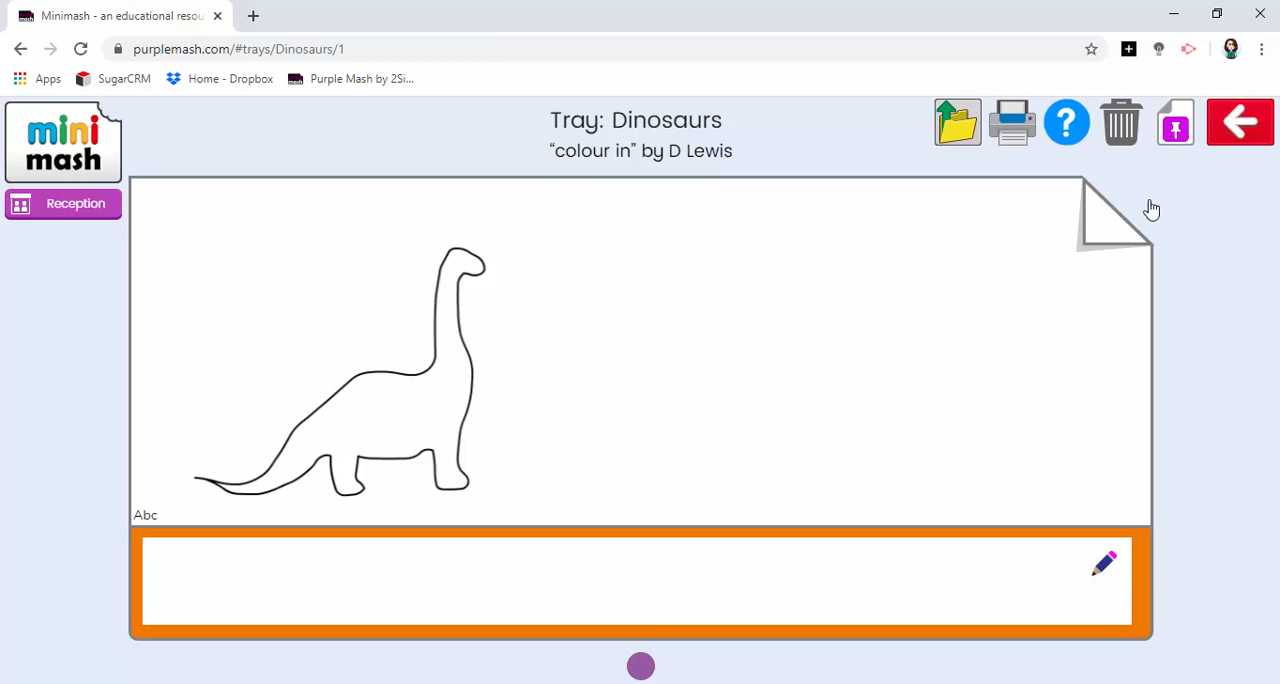 Minimash - an educational resou
purplemash.com/#trays/Dinosaurs/1
Apps SugarCRM Home - Dropbox Purple Mash by 2Si...
mini
mash
Reception
Tray: Dinosaurs
“colour in” by D Lewis
?
Abc